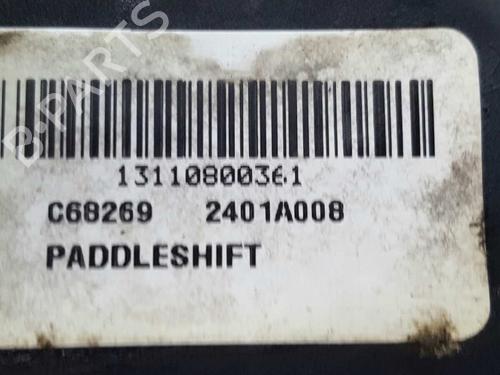 B-PARTS
13110800361
C68269 2401A008
PADDLESHIFT